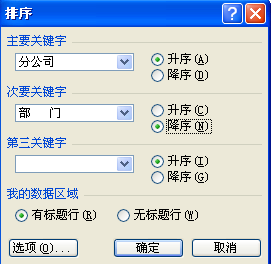 排序
主要关键字
分公司
升序(A)
降序(D)
次要关键字
部　门
升序(C)
降序(N)
第三关键字
升序(I)
降序(G)
我的数据区域
有标题行(R) 无标题行(W)
选项(O)... 确定 取消